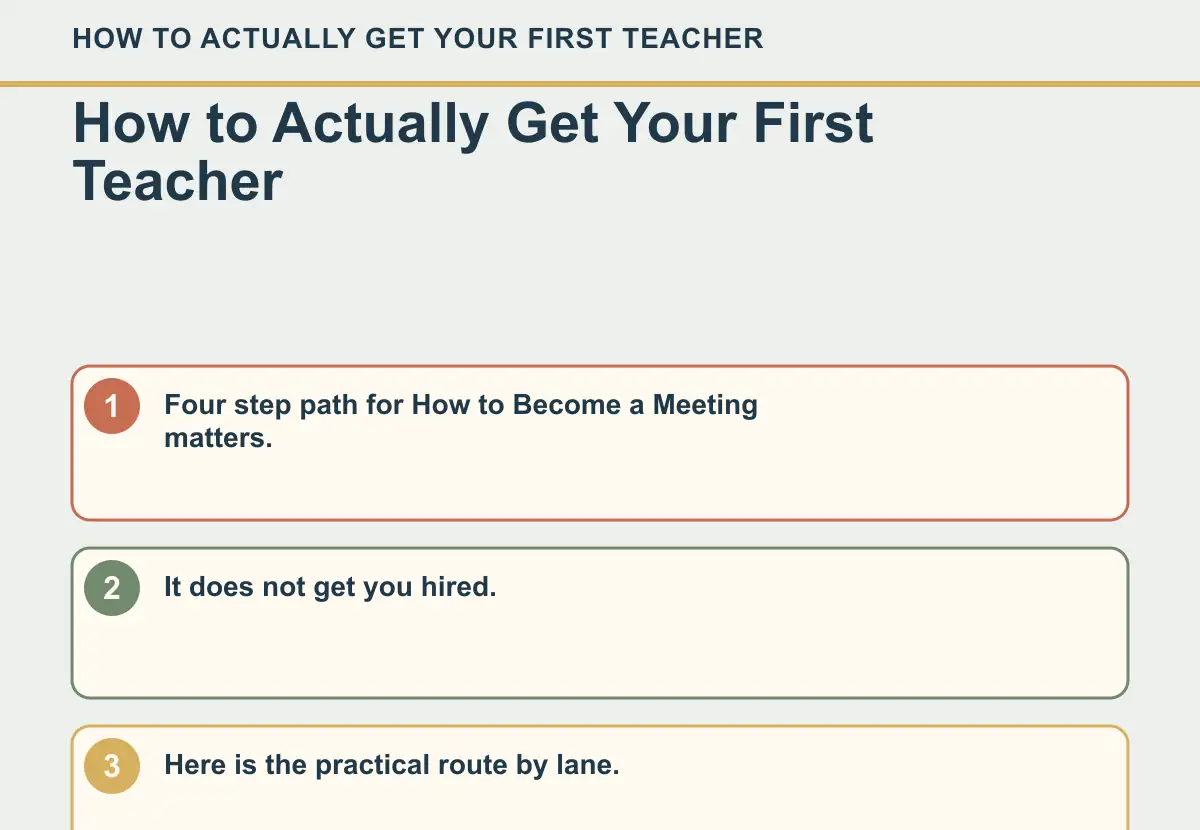 HOW TO ACTUALLY GET YOUR FIRST TEACHER
How to Actually Get Your First
Teacher
1
Four step path for How to Become a Meeting
matters.
2
It does not get you hired.
3
Here is the practical route by lane.